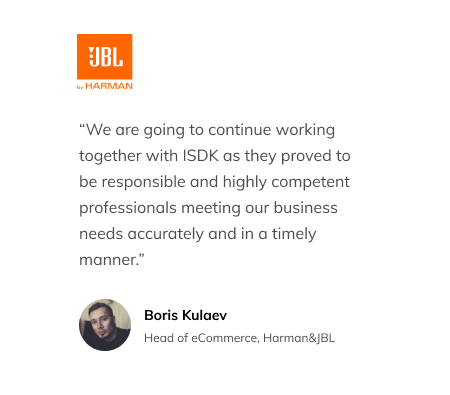 JBL
by HARMAN
“We are going to continue working
together with ISDK as they proved to
be responsible and highly competent
professionals meeting our business
needs accurately and in a timely
manner.”
Boris Kulaev
Head of eCommerce, Harman&JBL